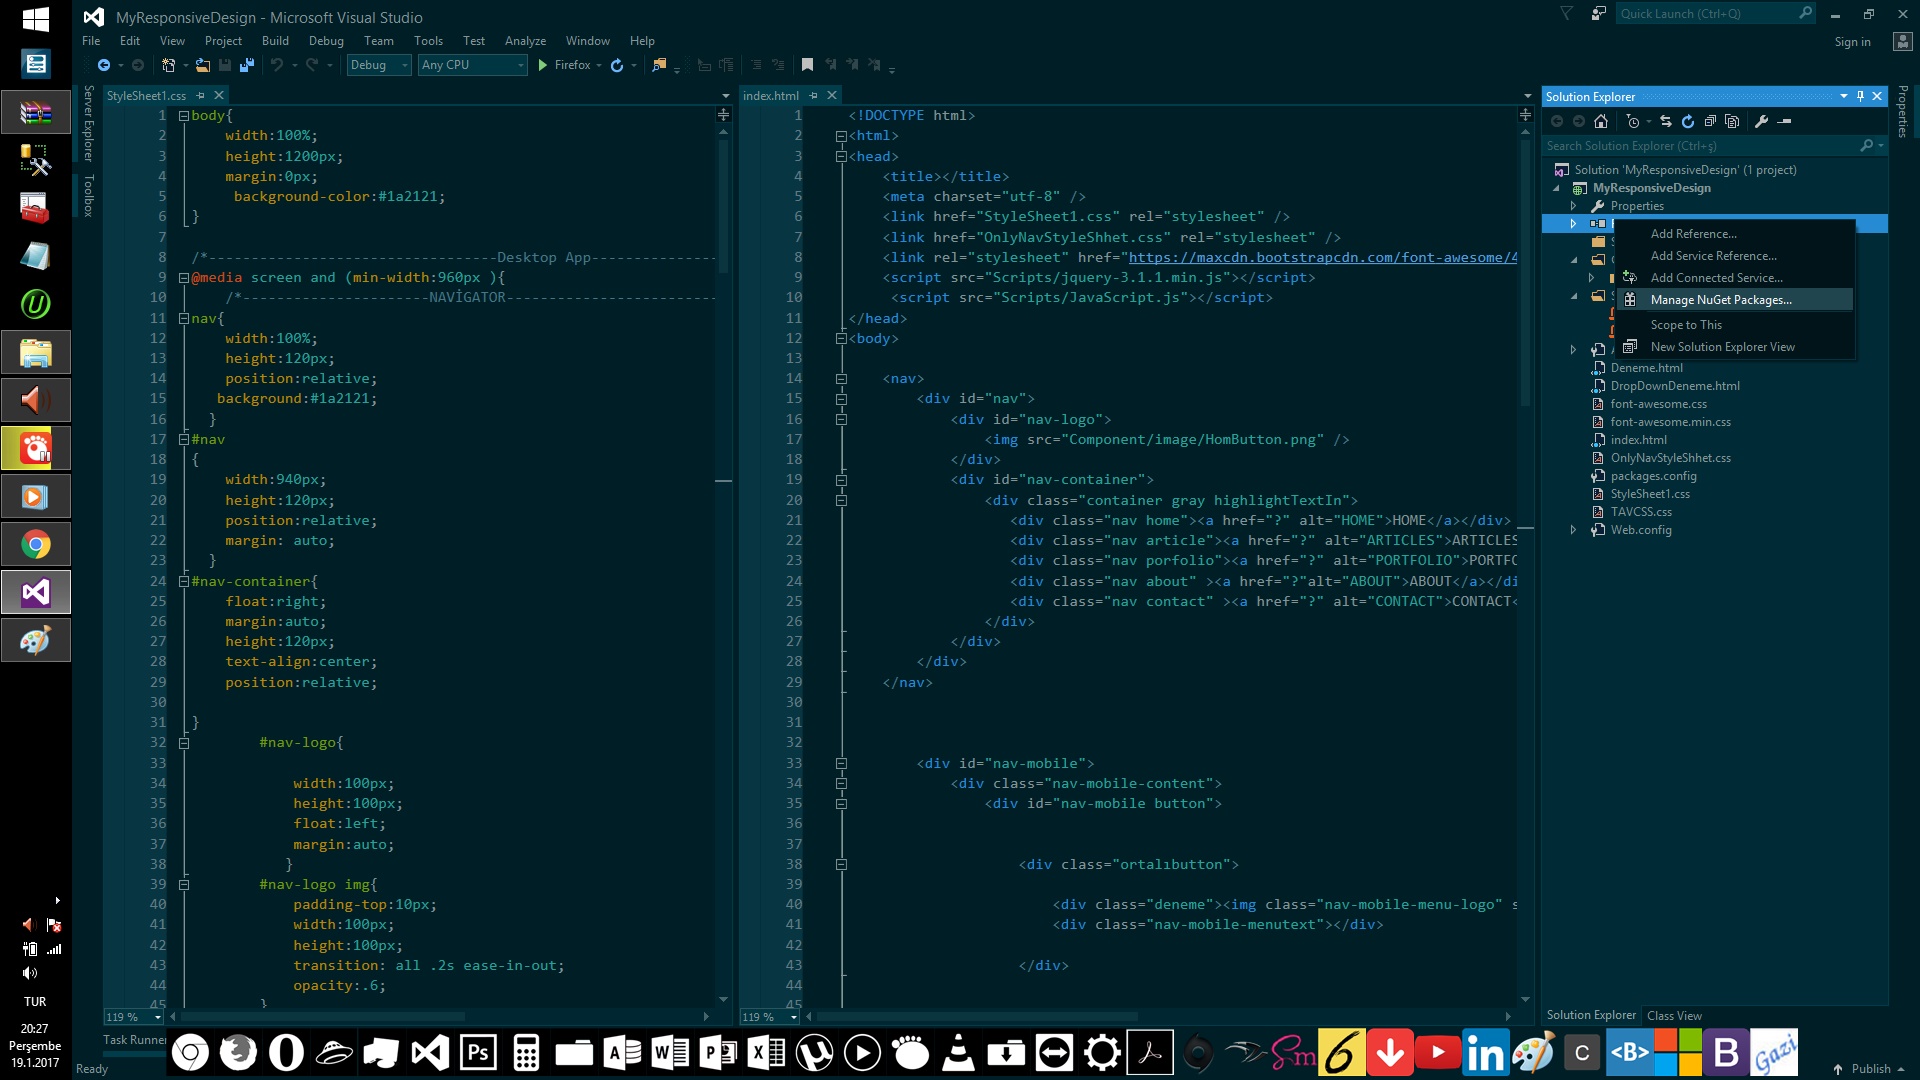 MyResponsiveDesign - Microsoft Visual Studio
Quick Launch (Ctrl+Q)
File Edit View Project Build Debug Team Tools Test Analyze Window Help
Sign in
Debug Any CPU Firefox
Server Explorer
Toolbox
StyleSheet1.css
1 body{
2 width:100%;
3 height:1200px;
4 margin:0px;
5 background-color:#1a2121;
6 }
7
8 /*----------------------------------Desktop App---------------
9 @media screen and (min-width:960px ){
10 /*----------------------NAVİGATOR-------------------------
11 nav{
12 width:100%;
13 height:120px;
14 position:relative;
15 background:#1a2121;
16 }
17 #nav
18 {
19 width:940px;
20 height:120px;
21 position:relative;
22 margin: auto;
23 }
24 #nav-container{
25 float:right;
26 margin:auto;
27 height:120px;
28 text-align:center;
29 position:relative;
30
31 }
32 #nav-logo{
33
34 width:100px;
35 height:100px;
36 float:left;
37 margin:auto;
38 }
39 #nav-logo img{
40 padding-top:10px;
41 width:100px;
42 height:100px;
43 transition: all .2s ease-in-out;
44 opacity:.6;
45 }
119 %
index.html
1 <!DOCTYPE html>
2 <html>
3 <head>
4 <title></title>
5 <meta charset="utf-8" />
6 <link href="StyleSheet1.css" rel="stylesheet" />
7 <link href="OnlyNavStyleShhet.css" rel="stylesheet" />
8 <link rel="stylesheet" href="https://maxcdn.bootstrapcdn.com/font-awesome/4
9 <script src="Scripts/jquery-3.1.1.min.js"></script>
10 <script src="Scripts/JavaScript.js"></script>
11 </head>
12 <body>
13
14 <nav>
15 <div id="nav">
16 <div id="nav-logo">
17 <img src="Component/image/HomButton.png" />
18 </div>
19 <div id="nav-container">
20 <div class="container gray highlightTextIn">
21 <div class="nav home"><a href="?" alt="HOME">HOME</a></div>
22 <div class="nav article"><a href="?" alt="ARTICLES">ARTICLES
23 <div class="nav porfolio"><a href="?" alt="PORTFOLIO">PORTFO
24 <div class="nav about" ><a href="?"alt="ABOUT">ABOUT</a></di
25 <div class="nav contact" ><a href="?" alt="CONTACT">CONTACT<
26 </div>
27 </div>
28 </div>
29 </nav>
30
31
32
33 <div id="nav-mobile">
34 <div class="nav-mobile-content">
35 <div id="nav-mobile button">
36
37
38 <div class="ortalıbutton">
39
40 <div class="deneme"><img class="nav-mobile-menu-logo" s
41 <div class="nav-mobile-menutext"></div>
42
43 </div>
44
45
119 %
Solution Explorer
Search Solution Explorer (Ctrl+ş)
Solution 'MyResponsiveDesign' (1 project)
MyResponsiveDesign
Properties
Add Reference...
Add Service Reference...
Add Connected Service...
Manage NuGet Packages...
Scope to This
New Solution Explorer View
Deneme.html
DropDownDeneme.html
font-awesome.css
font-awesome.min.css
index.html
OnlyNavStyleShhet.css
packages.config
StyleSheet1.css
TAVCSS.css
Web.config
Solution Explorer Class View
Properties
TUR
20:27
Perşembe
19.1.2017
Task Runner
Ready
Ps
Sm
6
in
C
<B>
B
Gazi
Publish